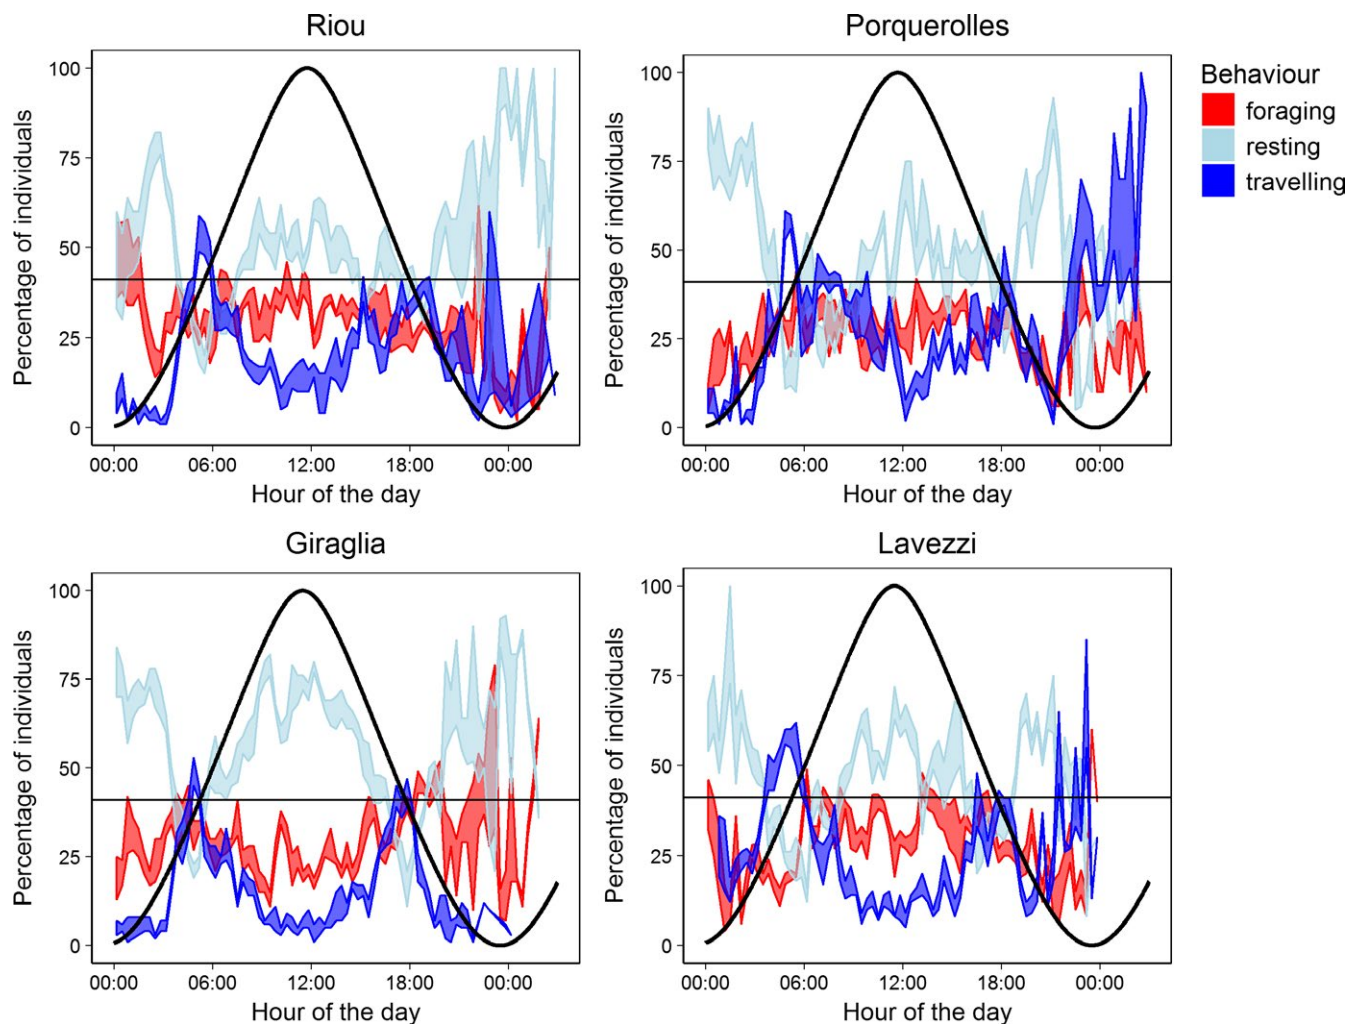 Riou
Porquerolles
Behaviour
foraging
resting
travelling
Percentage of individuals
100
75
50
25
0
00:00 06:00 12:00 18:00 00:00
Hour of the day
Percentage of individuals
100
75
50
25
0
00:00 06:00 12:00 18:00 00:00
Hour of the day
Giraglia
Lavezzi
Percentage of individuals
100
75
50
25
0
00:00 06:00 12:00 18:00 00:00
Hour of the day
Percentage of individuals
100
75
50
25
0
00:00 06:00 12:00 18:00 00:00
Hour of the day